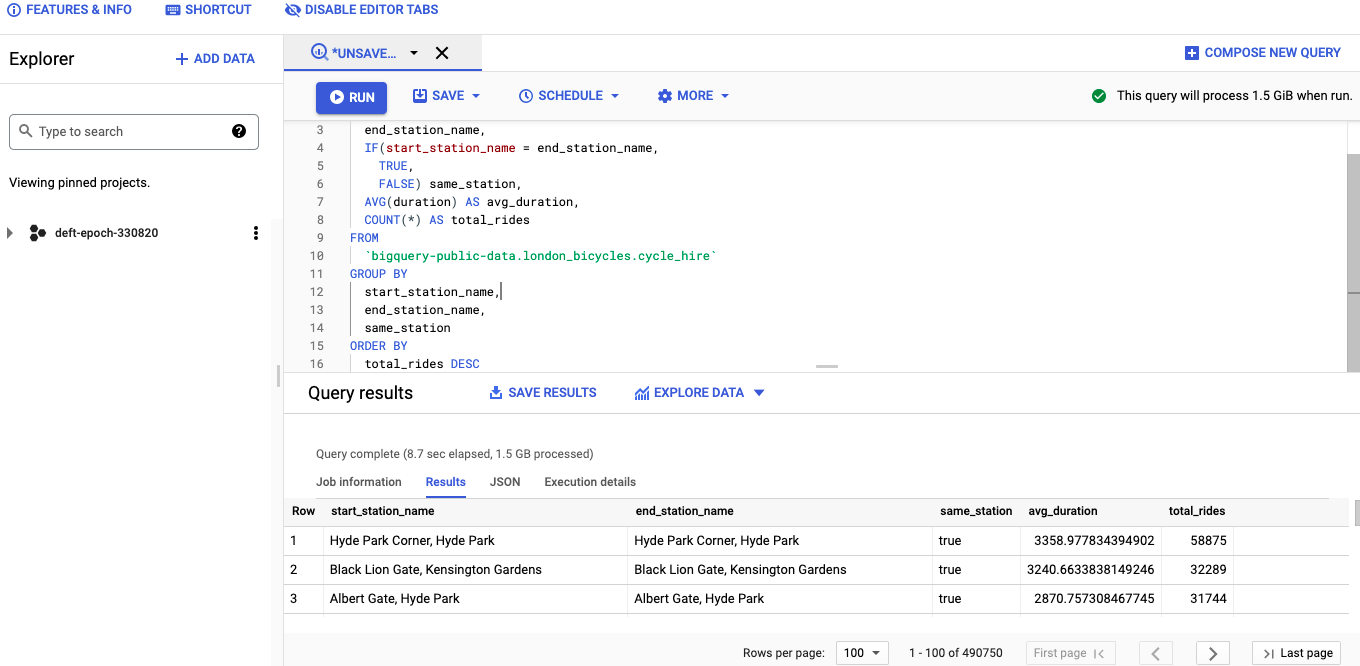 FEATURES & INFO SHORTCUT DISABLE EDITOR TABS
Explorer + ADD DATA
*UNSAVE...
COMPOSE NEW QUERY
RUN SAVE SCHEDULE MORE
This query will process 1.5 GiB when run.
Type to search
Viewing pinned projects.
deft-epoch-330820
3 end_station_name,
4 IF(start_station_name = end_station_name,
5 TRUE,
6 FALSE) same_station,
7 AVG(duration) AS avg_duration,
8 COUNT(*) AS total_rides
9 FROM
10 `bigquery-public-data.london_bicycles.cycle_hire`
11 GROUP BY
12 start_station_name,
13 end_station_name,
14 same_station
15 ORDER BY
16 total_rides DESC
Query results SAVE RESULTS EXPLORE DATA
Query complete (8.7 sec elapsed, 1.5 GB processed)
Job information Results JSON Execution details
Row start_station_name end_station_name same_station avg_duration total_rides
1 Hyde Park Corner, Hyde Park Hyde Park Corner, Hyde Park true 3358.977834394902 58875
2 Black Lion Gate, Kensington Gardens Black Lion Gate, Kensington Gardens true 3240.6633838149246 32289
3 Albert Gate, Hyde Park Albert Gate, Hyde Park true 2870.757308467745 31744
Rows per page: 100 1 - 100 of 490750 First page Last page